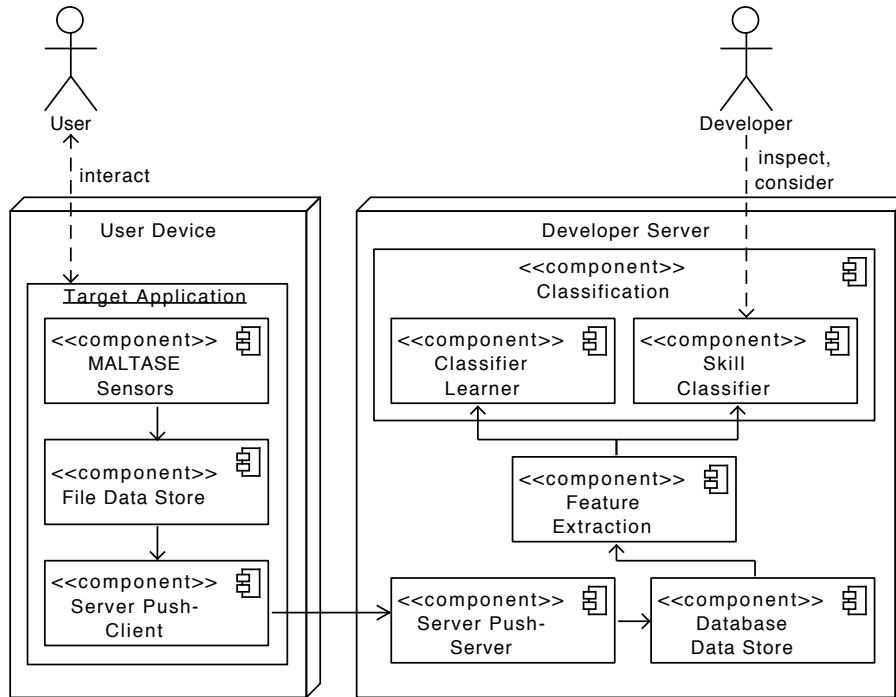 User
Developer
interact
inspect,
consider
User Device
Target Application
<<component>>
MALTASE
Sensors
<<component>>
File Data Store
<<component>>
Server Push-
Client
Developer Server
<<component>>
Classification
<<component>>
Classifier
Learner
<<component>>
Skill
Classifier
<<component>>
Feature
Extraction
<<component>>
Server Push-
Server
<<component>>
Database
Data Store